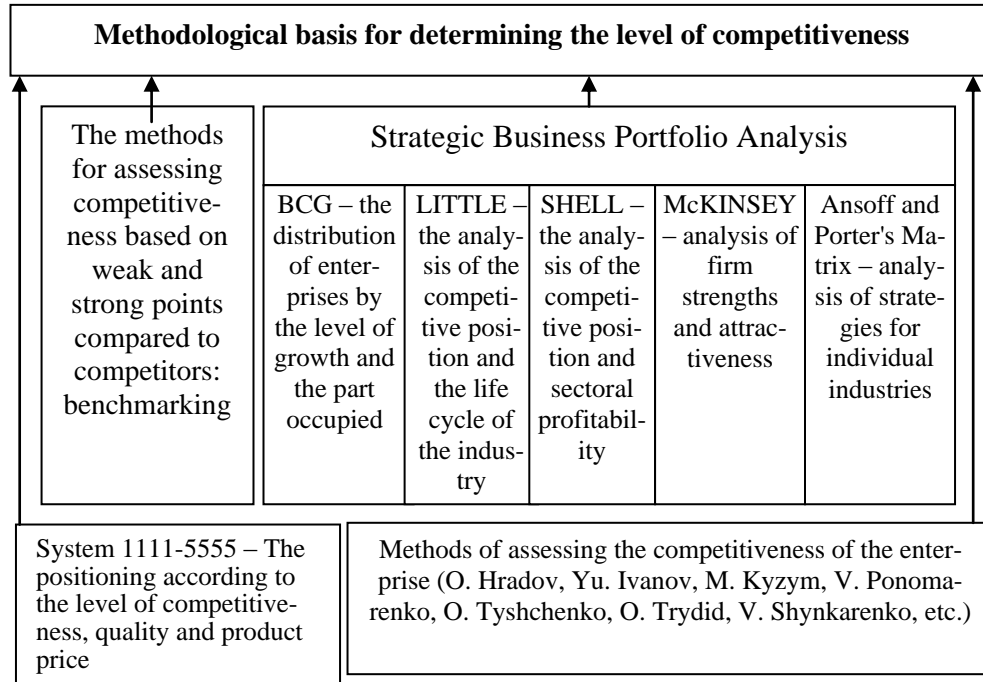 Methodological basis for determining the level of competitiveness
The methods
for assessing
competitive-
ness based on
weak and
strong points
compared to
competitors:
benchmarking
Strategic Business Portfolio Analysis
BCG – the
distribution
of enter-
prises by
the level of
growth and
the part
occupied
LITTLE –
the analy-
sis of the
competi-
tive position
and
the life
cycle of
the indus-
try
SHELL –
the analy-
sis of the
competi-
tive posi-
tion and
sectoral
profitabil-
ity
McKINSEY
– analysis of
firm
strengths
and attrac-
tiveness
Ansoff and
Porter's Ma-
trix – analy-
sis of strate-
gies for
individual
industries
System 1111-5555 – The
positioning according to
the level of competitive-
ness, quality and product
price
Methods of assessing the competitiveness of the enter-
prise (O. Hradov, Yu. Ivanov, M. Kyzym, V. Ponoma-
renko, O. Tyshchenko, O. Trydid, V. Shynkarenko, etc.)